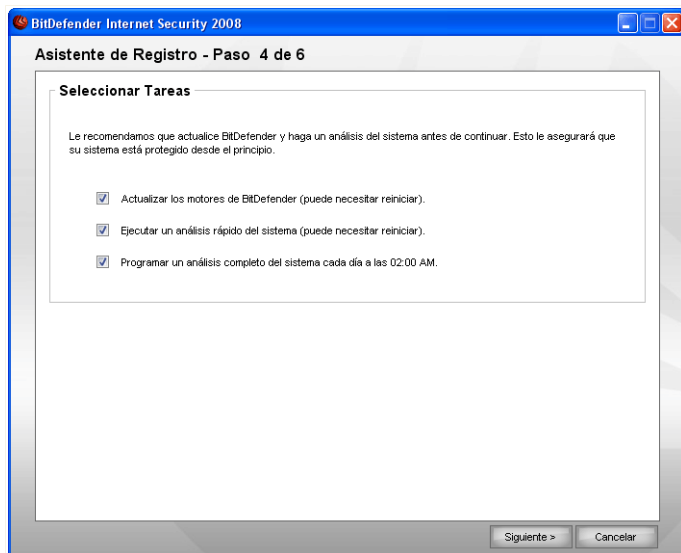 BitDefender Internet Security 2008
Asistente de Registro - Paso 4 de 6
Seleccionar Tareas
Le recomendamos que actualice BitDefender y haga un análisis del sistema antes de continuar. Esto le asegurará que
su sistema está protegido desde el principio.
Actualizar los motores de BitDefender (puede necesitar reiniciar).
Ejecutar un análisis rápido del sistema (puede necesitar reiniciar).
Programar un análisis completo del sistema cada día a las 02:00 AM.
Siguiente >
Cancelar